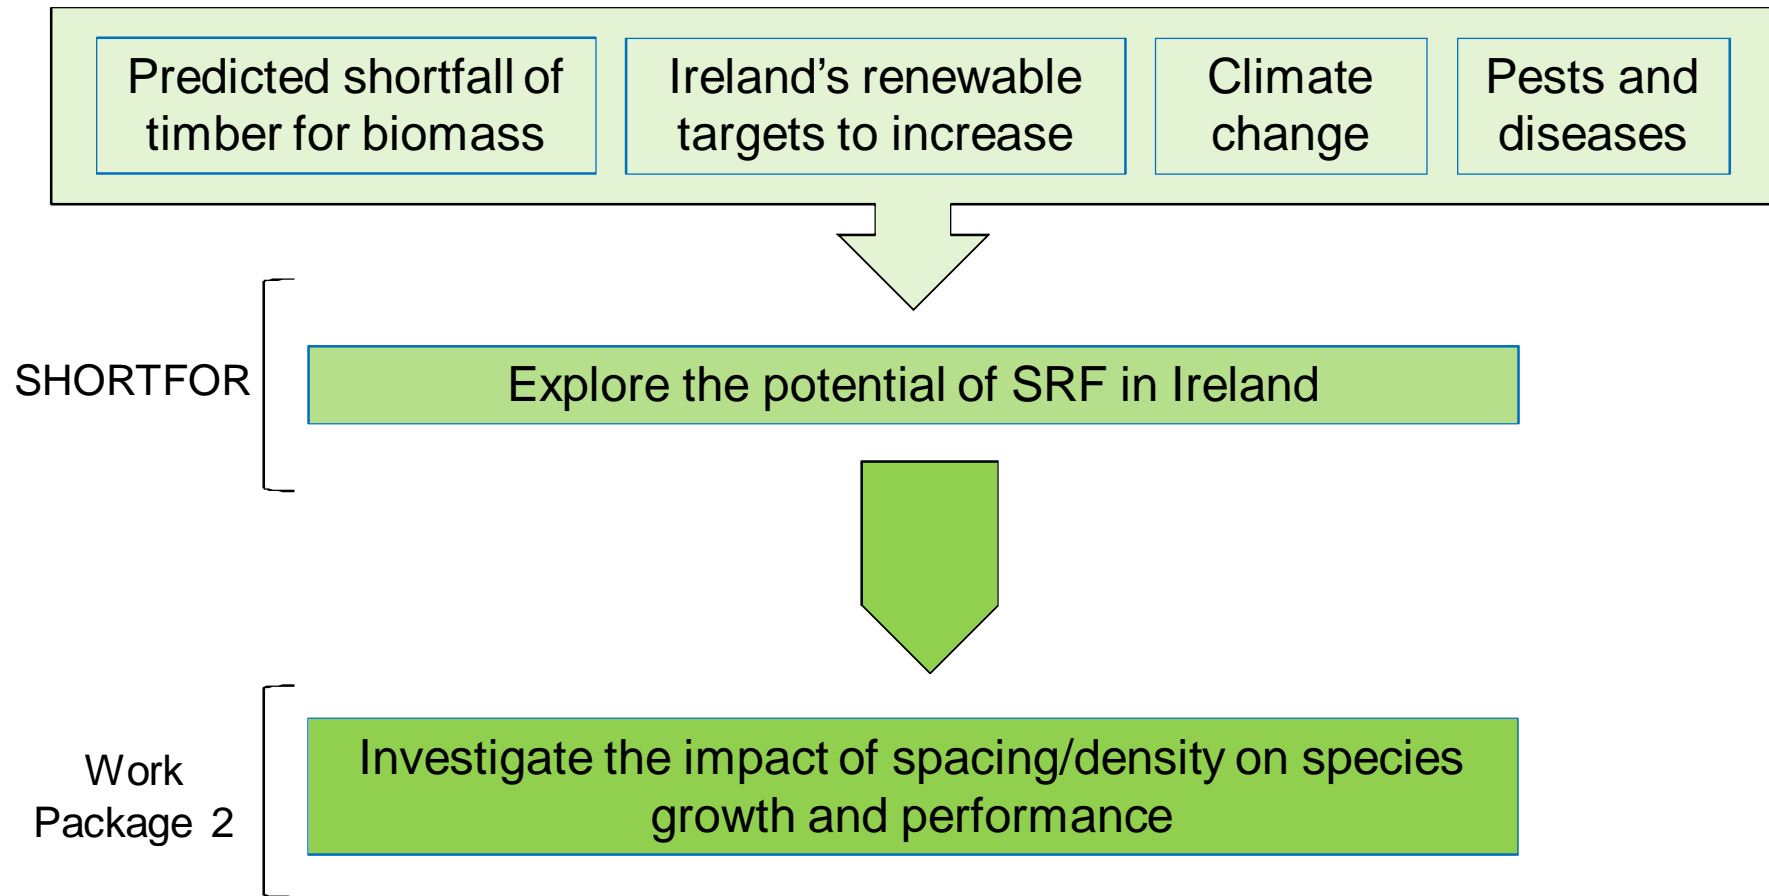 Predicted shortfall of
timber for biomass
Ireland’s renewable
targets to increase
Climate
change
Pests and
diseases
SHORTFOR
Explore the potential of SRF in Ireland
Work
Package 2
Investigate the impact of spacing/density on species
growth and performance